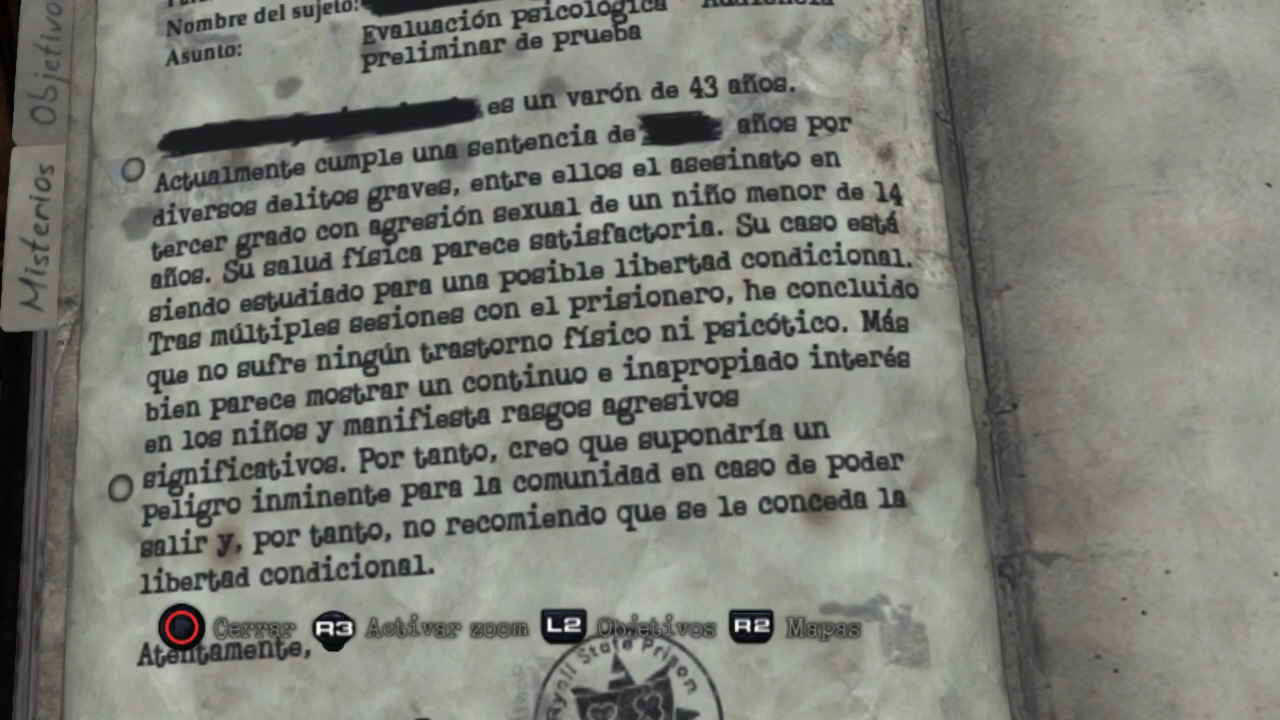 Objetivo
Misterios
Nombre del sujeto:
Asunto:
Evaluación psicológica
preliminar de prueba
es un varón de 43 años.
Actualmente cumple una sentencia de años por
diversos delitos graves, entre ellos el asesinato en
tercer grado con agresión sexual de un niño menor de 14
años. Su salud física parece satisfactoria. Su caso está
siendo estudiado para una posible libertad condicional.
Tras múltiples sesiones con el prisionero, he concluido
que no sufre ningún trastorno físico ni psicótico. Más
bien parece mostrar un continuo e inapropiado interés
en los niños y manifiesta rasgos agresivos
significativos. Por tanto, creo que supondría un
peligro inminente para la comunidad en caso de poder
salir y, por tanto, no recomiendo que se le conceda la
libertad condicional.
Cerrar R3 Activar zoom L2 Objetivos R2 Mapas
Atentamente,
Ryall State Prison